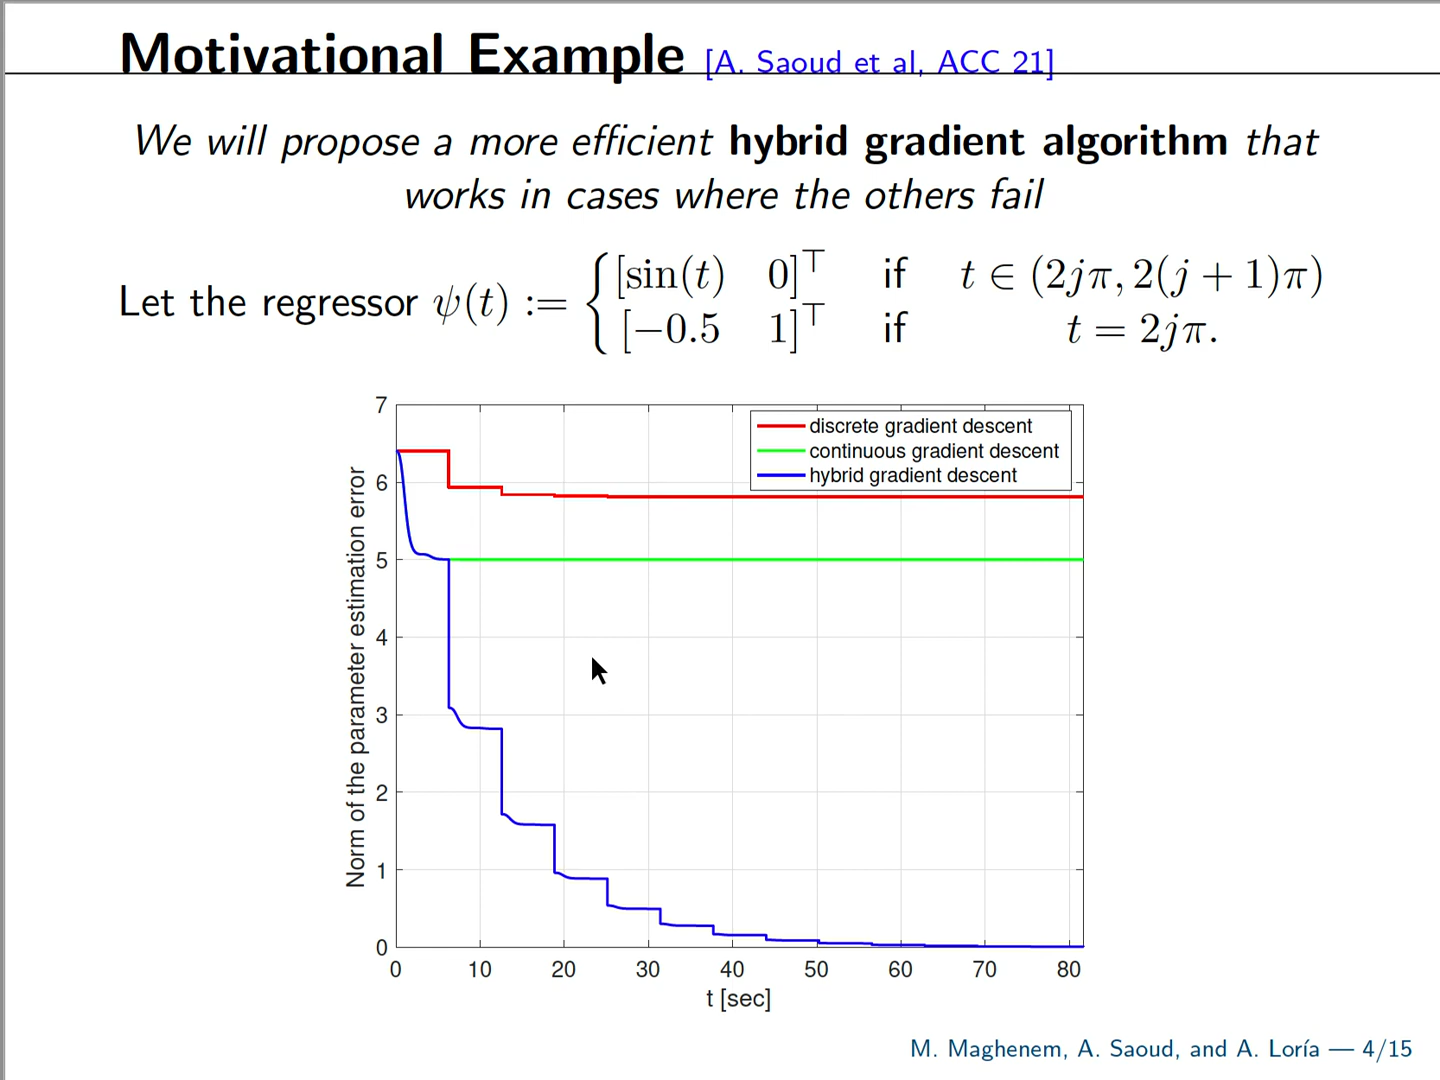 Motivational Example [A. Saoud et al, ACC 21]
We will propose a more efficient hybrid gradient algorithm that
works in cases where the others fail
Let the regressor ψ(t) := { [sin(t) 0]⊤ if t ∈ (2jπ, 2(j + 1)π)
[−0.5 1]⊤ if t = 2jπ.
discrete gradient descent
continuous gradient descent
hybrid gradient descent
Norm of the parameter estimation error
7
6
5
4
3
2
1
0
0 10 20 30 40 50 60 70 80
t [sec]
M. Maghenem, A. Saoud, and A. Loría — 4/15